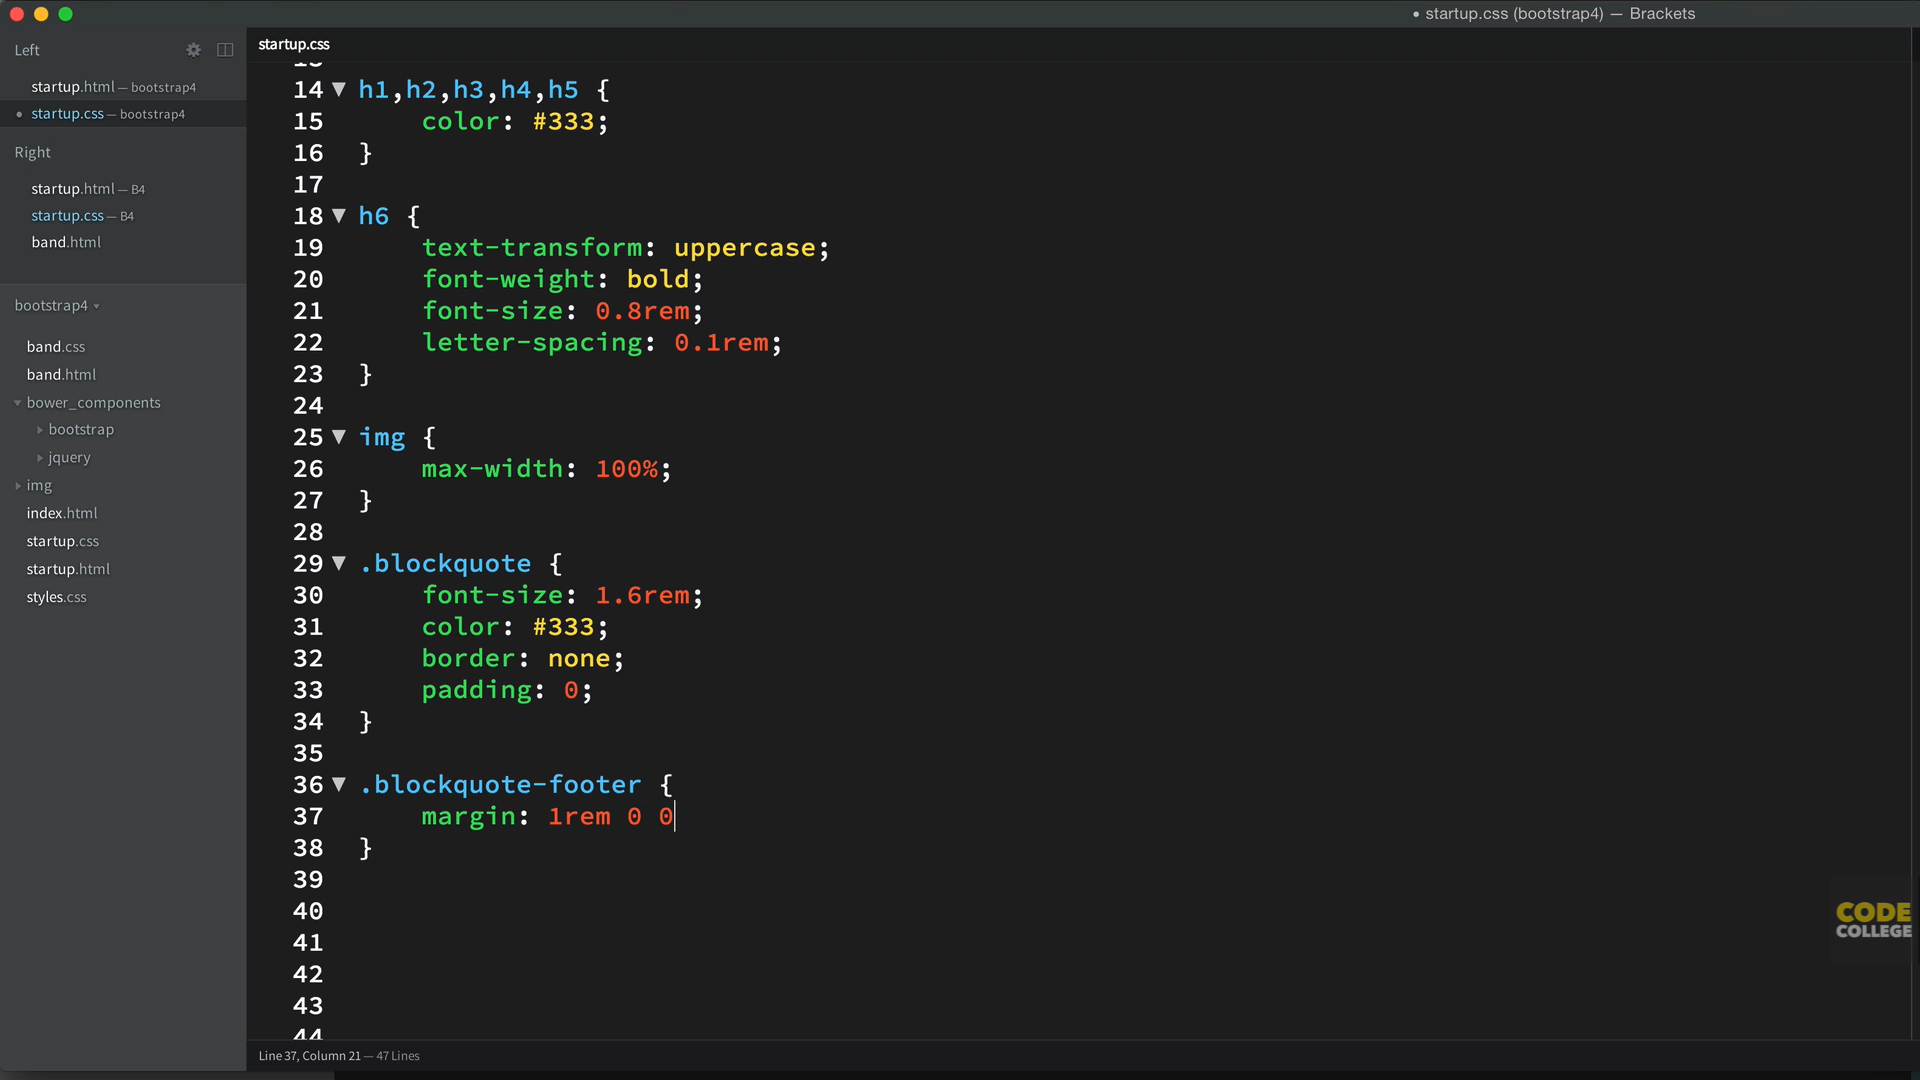 • startup.css (bootstrap4) — Brackets
Left
startup.html — bootstrap4
• startup.css — bootstrap4
Right
startup.html — B4
startup.css — B4
band.html
bootstrap4
band.css
band.html
bower_components
bootstrap
jquery
img
index.html
startup.css
startup.html
styles.css
startup.css
14 h1,h2,h3,h4,h5 {
15 color: #333;
16 }
17
18 h6 {
19 text-transform: uppercase;
20 font-weight: bold;
21 font-size: 0.8rem;
22 letter-spacing: 0.1rem;
23 }
24
25 img {
26 max-width: 100%;
27 }
28
29 .blockquote {
30 font-size: 1.6rem;
31 color: #333;
32 border: none;
33 padding: 0;
34 }
35
36 .blockquote-footer {
37 margin: 1rem 0 0
38 }
39
40
41
42
43
44
CODE
COLLEGE
Line 37, Column 21 — 47 Lines